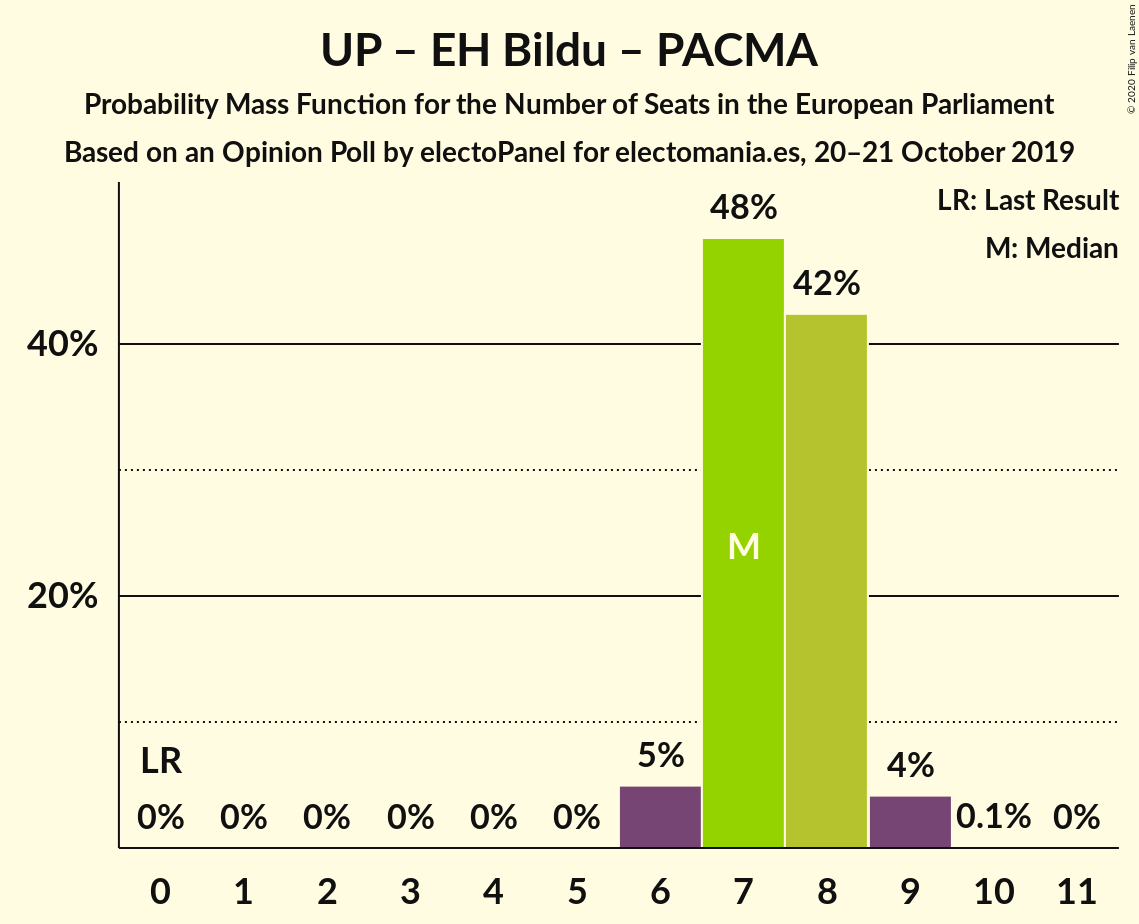 UP – EH Bildu – PACMA
Probability Mass Function for the Number of Seats in the European Parliament
Based on an Opinion Poll by electoPanel for electomania.es, 20–21 October 2019
© 2020 Filip van Laenen
LR: Last Result
M: Median
48%
42%
40%
M
20%
LR
5%
4%
0% 0% 0% 0% 0% 0% 0.1% 0%
0 1 2 3 4 5 6 7 8 9 10 11